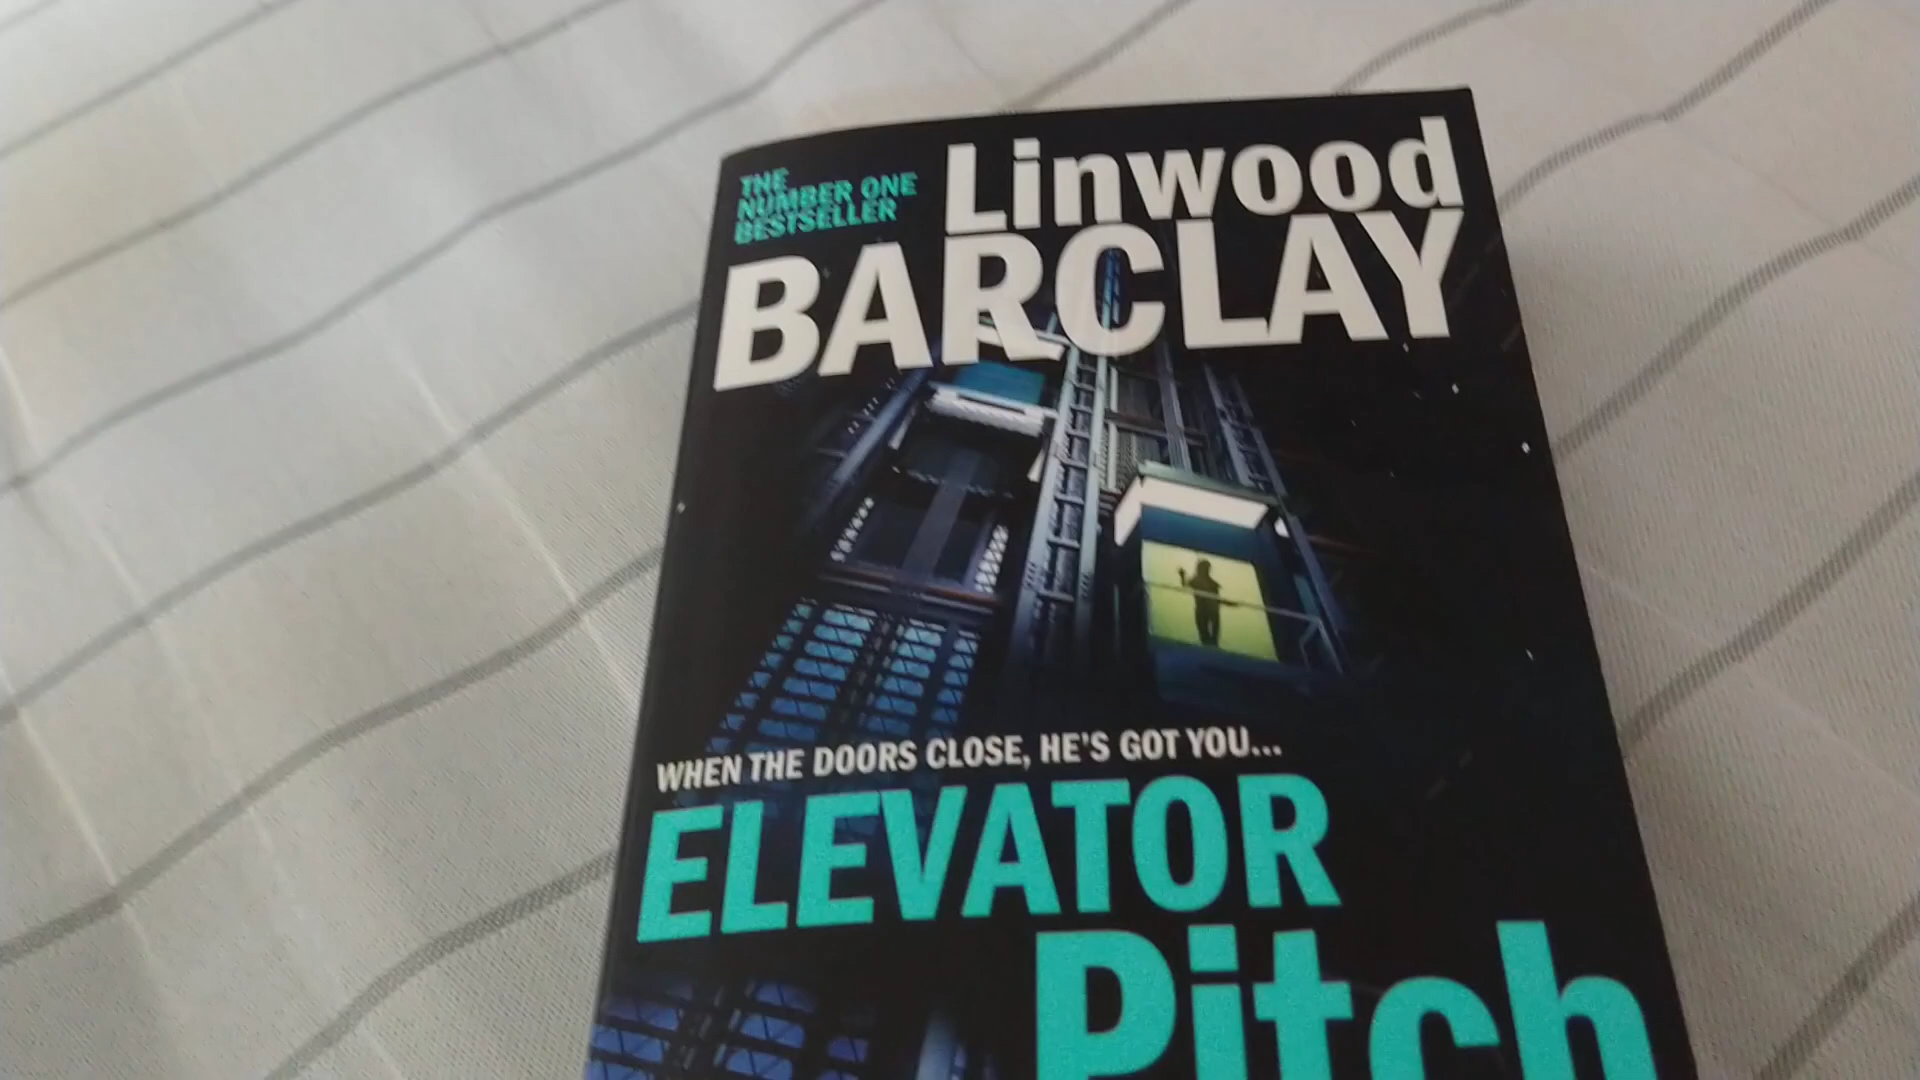 THE
NUMBER ONE
BESTSELLER
Linwood
BARCLAY
WHEN THE DOORS CLOSE, HE'S GOT YOU...
ELEVATOR
Pitch